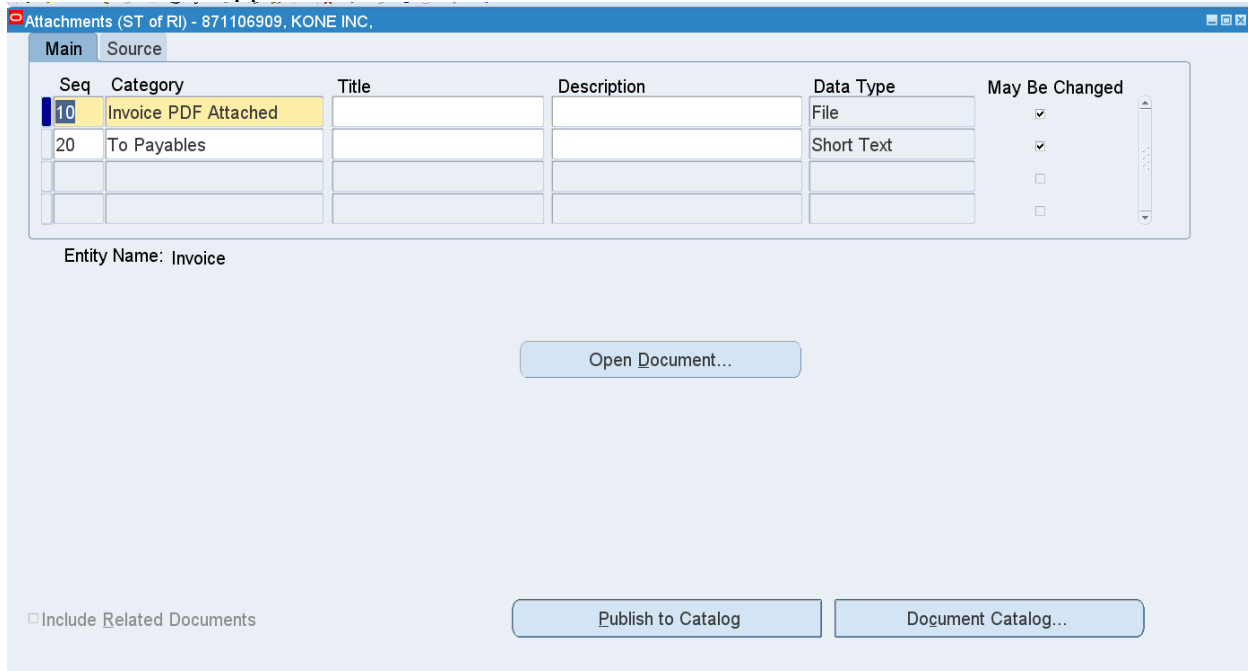 Attachments (ST of RI) - 871106909, KONE INC,
Main Source
Seq Category Title Description Data Type May Be Changed
10 Invoice PDF Attached File
20 To Payables Short Text
Entity Name: Invoice
Open Document...
Include Related Documents Publish to Catalog Document Catalog...